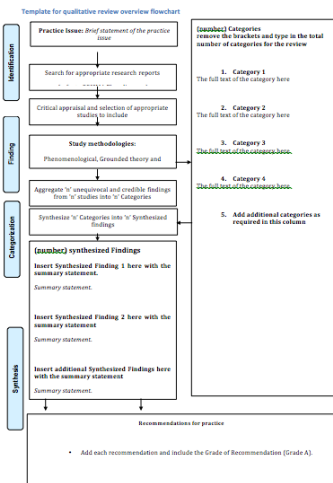 Template for qualitative review overview flowchart
Identification
Practice Issue: Brief statement of the practice
issue
Search for appropriate research reports
Critical appraisal and selection of appropriate
studies to include
Finding
Study methodologies:
Phenomenological, Grounded theory and
Aggregate 'n' unequivocal and credible findings
from 'n' studies into 'n' Categories
Categorization
Synthesize 'n' Categories into 'n' Synthesized
findings
(number) synthesized Findings
Insert Synthesized Finding 1 here with the
summary statement.
Summary statement.
Insert Synthesized Finding 2 here with the
summary statement
Summary statement.
Synthesis
Insert additional Synthesized Findings here
with the summary statement
Summary statement.
(number) Categories
remove the brackets and type in the total
number of categories for the review
1. Category 1
The full text of the category here
2. Category 2
The full text of the category here
3. Category 3
The full text of the category here
4. Category 4
The full text of the category here
5. Add additional categories as
required in this column
Recommendations for practice
• Add each recommendation and include the Grade of Recommendation (Grade A).